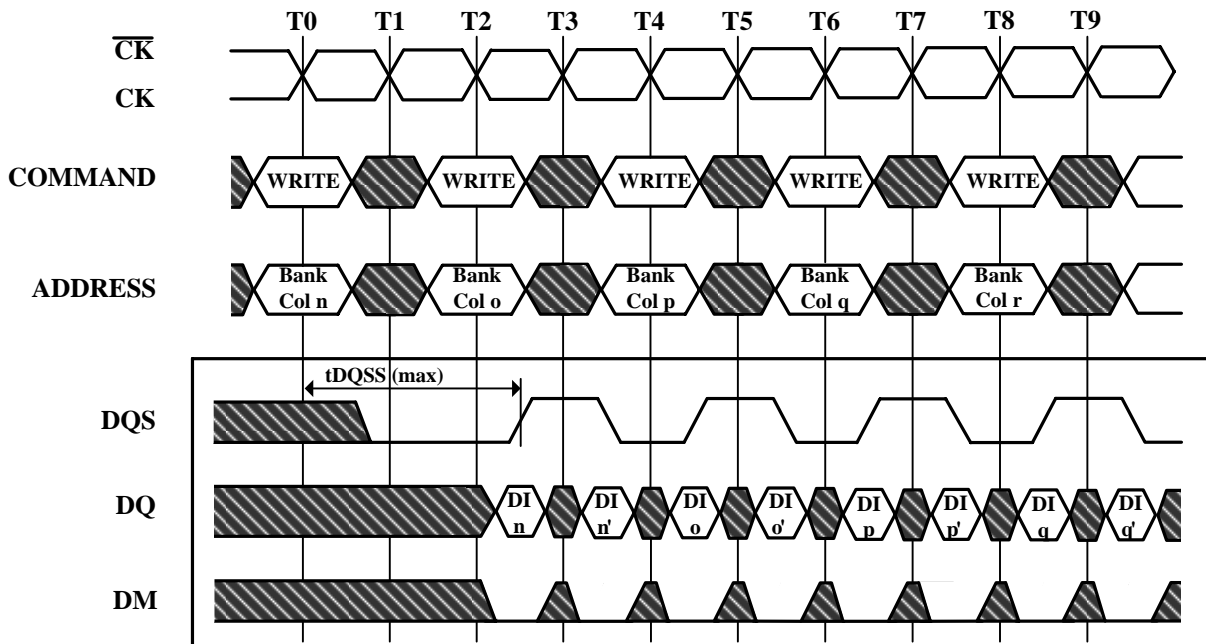 T0 T1 T2 T3 T4 T5 T6 T7 T8 T9
CK
CK
COMMAND
WRITE WRITE WRITE WRITE WRITE
ADDRESS
Bank Bank Bank Bank Bank
Col n Col o Col p Col q Col r
tDQSS (max)
DQS
DQ
DI DI DI DI DI DI DI DI
n n' o o' p p' q q'
DM